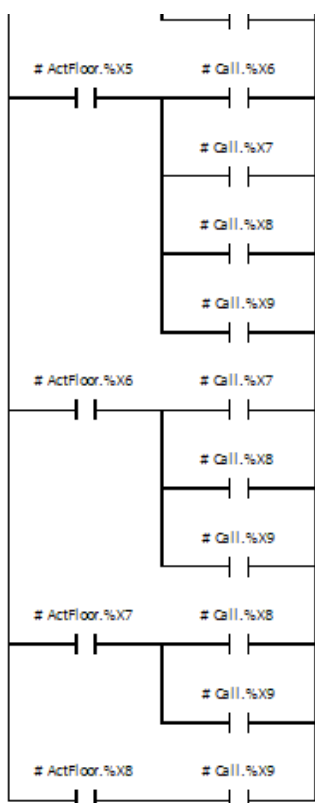 # ActFloor.%X5 # Call.%X6
# Call.%X7
# Call.%X8
# Call.%X9
# ActFloor.%X6 # Call.%X7
# Call.%X8
# Call.%X9
# ActFloor.%X7 # Call.%X8
# Call.%X9
# ActFloor.%X8 # Call.%X9